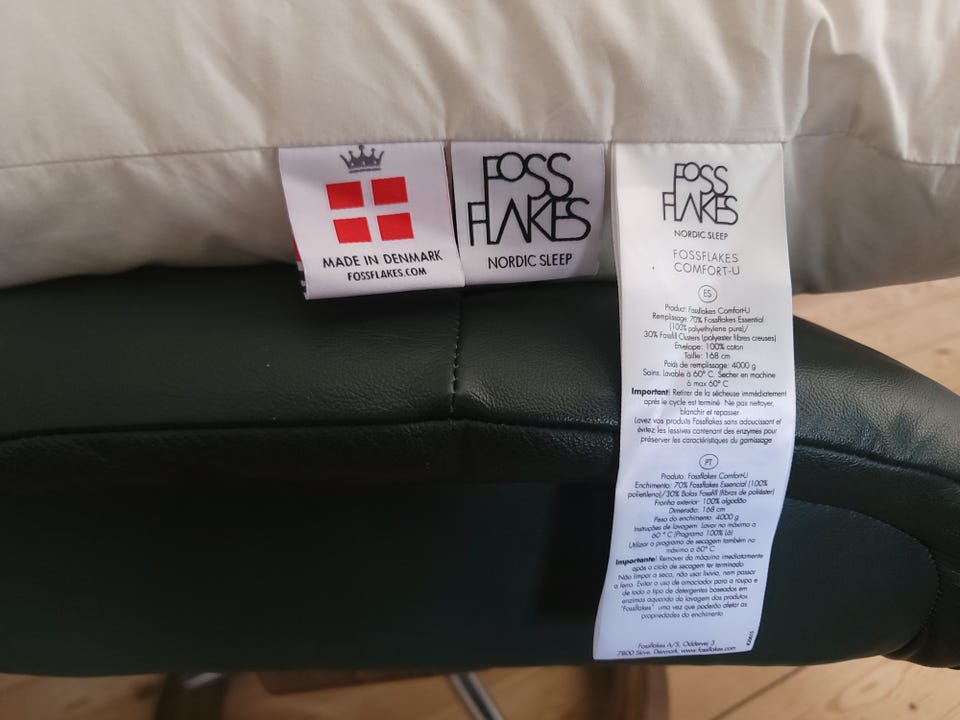 MADE IN DENMARK
FOSSFLAKES.COM
FOSS
FLAKES
NORDIC SLEEP
FOSS
FLAKES
NORDIC SLEEP
FOSSFLAKES
COMFORT-U
ES
Product: Fossflakes Comfort-U
Remplissage: 70% Fossflakes Essential
(100% polyethylene pure)/
30% Fossfill Clusters (polyester fibres creuses)
Envelope: 100% coton
Taille: 168 cm
Poids de remplissage: 4000 g
Soins: Lavable à 60° C. Secher en machine
à max 60° C
Important! Retirer de la sécheuse immédiatement
après le cycle est terminé. Ne pas nettoyer,
blanchir et repasser
Lavez vos produits Fossflakes sans adoucissant et
évitez les lessives contenant des enzymes pour
préserver les caractéristiques du garnissage
PT
Produto: Fossflakes Comfort-U
Enchimento: 70% Fossflakes Essencial (100%
polietileno)/30% Bolas Fossfill (fibras de poliéster)
Fronha exterior: 100% algodão
Dimensão: 168 cm
Peso do enchimento: 4000 g
Instruções de lavagem: Lavar no máximo a
60 ° C (Programa 100% Lã)
Utilizar o programa de secagem também no
máximo a 60° C
Importante! Remover da máquina imediatamente
após o ciclo de secagem ter terminado
Não limpar a seco, não usar lixívia, nem passar
a ferro. Evitar o uso de amaciador para a roupa e
de todo o tipo de detergentes baseados em
enzimas aquando da lavagem dos produtos
"Fossflakes" uma vez que poderão afetar as
propriedades do enchimento
Fossflakes A/S, Oddervej 3
7800 Skive, Denmark, www.fossflakes.com